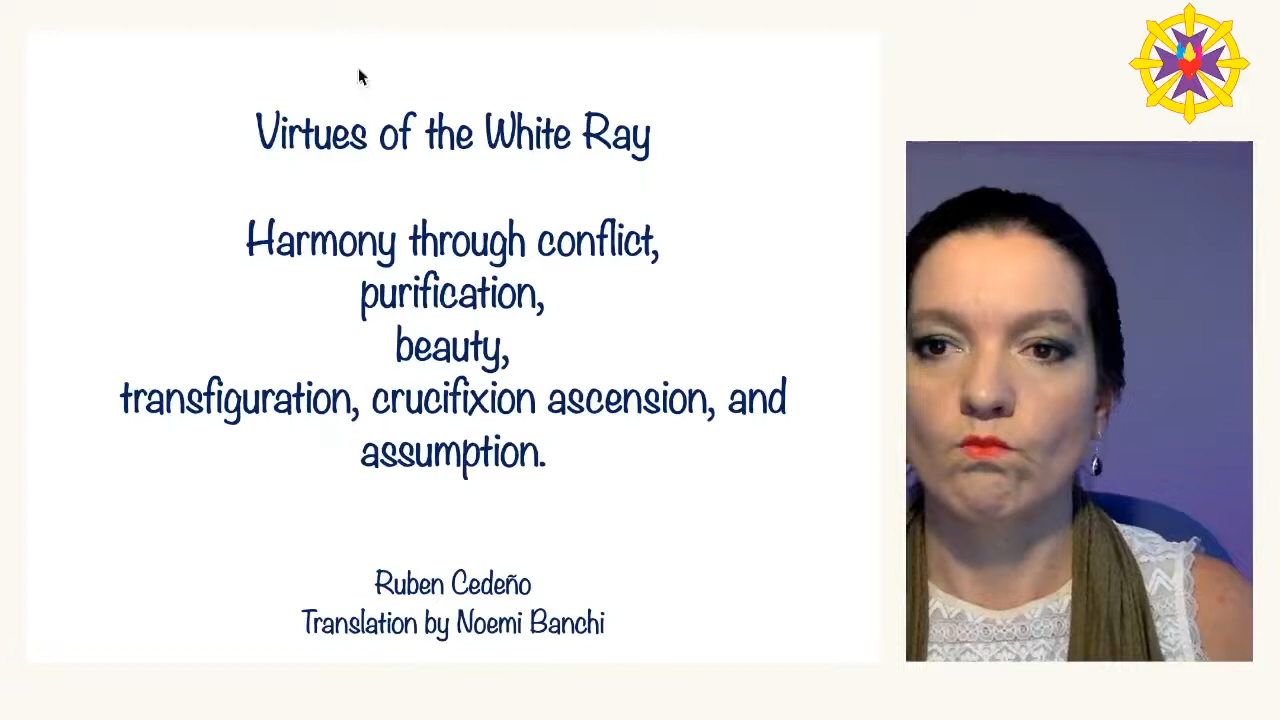 Virtues of the White Ray
Harmony through conflict,
purification,
beauty,
transfiguration, crucifixion ascension, and
assumption.
Ruben Cedeño
Translation by Noemi Banchi